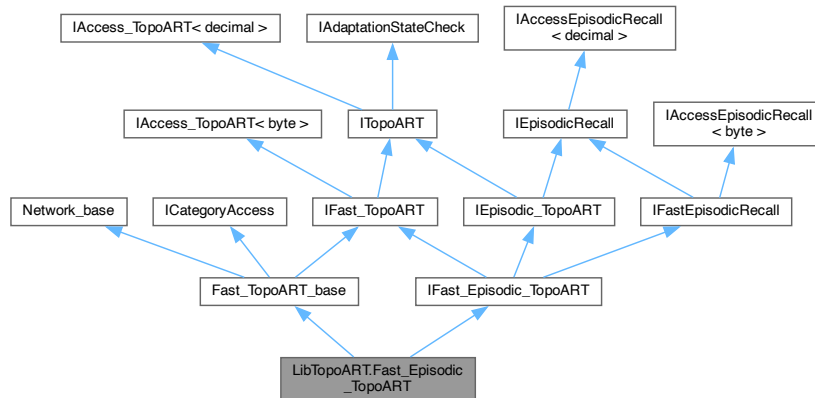 IAccess_TopoART< decimal >
IAdaptationStateCheck
IAccessEpisodicRecall
< decimal >
IAccess_TopoART< byte >
ITopoART
IEpisodicRecall
IAccessEpisodicRecall
< byte >
Network_base
ICategoryAccess
IFast_TopoART
IEpisodic_TopoART
IFastEpisodicRecall
Fast_TopoART_base
IFast_Episodic_TopoART
LibTopoART.Fast_Episodic
_TopoART